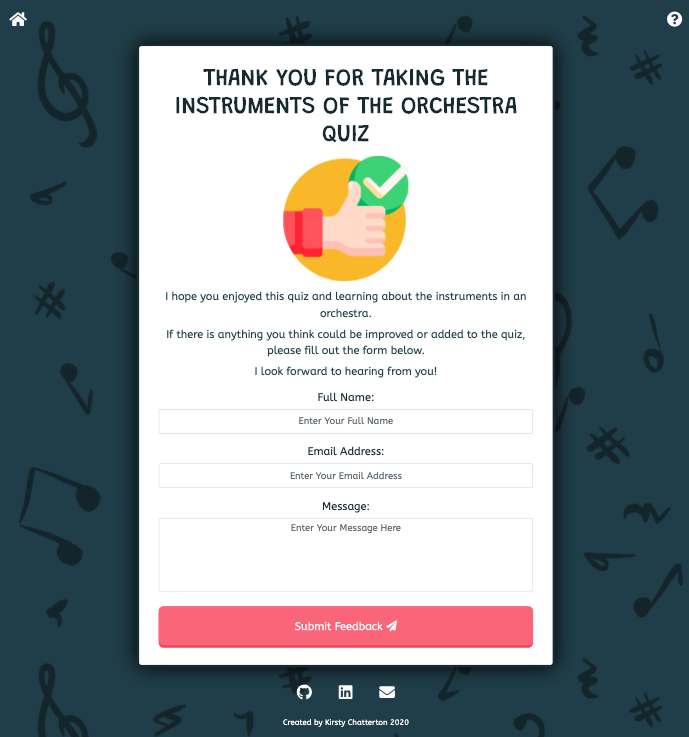 THANK YOU FOR TAKING THE
INSTRUMENTS OF THE ORCHESTRA
QUIZ
I hope you enjoyed this quiz and learning about the instruments in an
orchestra.
If there is anything you think could be improved or added to the quiz,
please fill out the form below.
I look forward to hearing from you!
Full Name:
Enter Your Full Name
Email Address:
Enter Your Email Address
Message:
Enter Your Message Here
Submit Feedback
Created by Kirsty Chatterton 2020